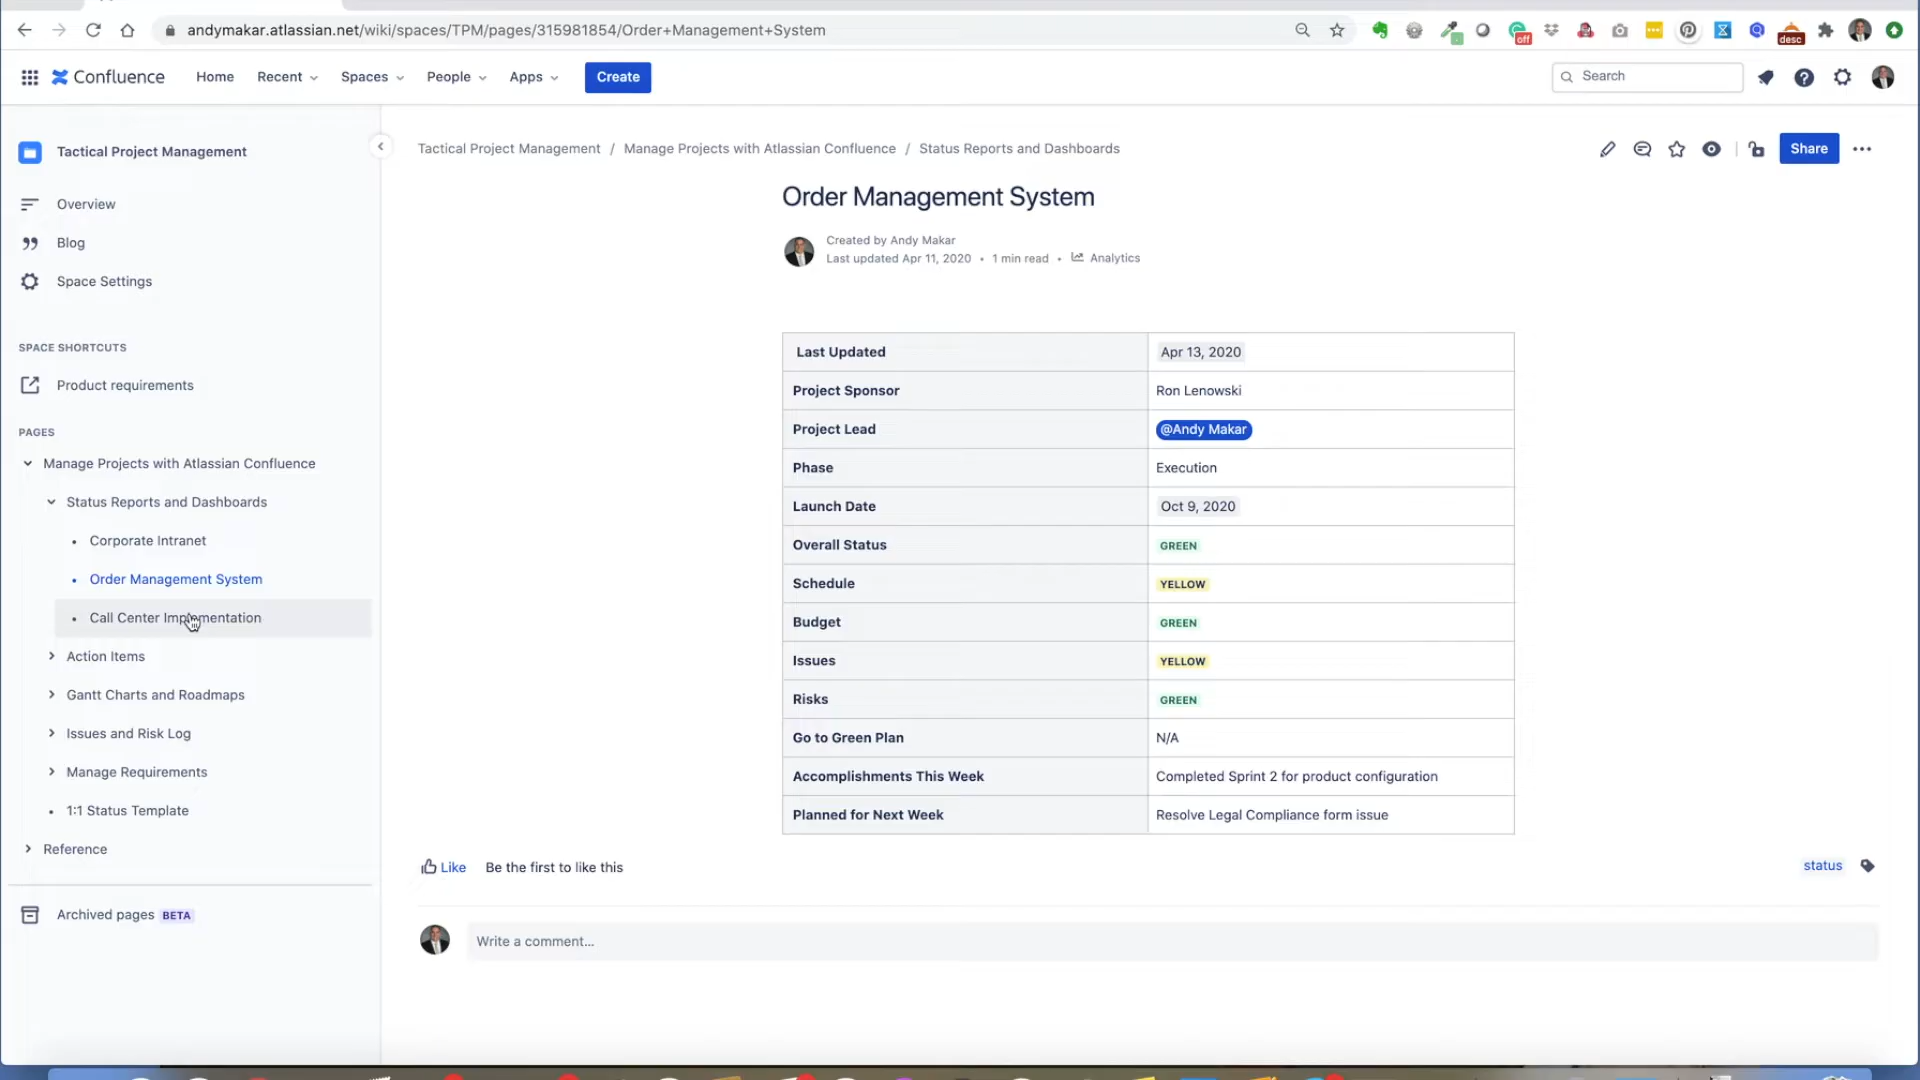 andymakar.atlassian.net/wiki/spaces/TPM/pages/315981854/Order+Management+System
off
desc
Confluence
Home
Recent
Spaces
People
Apps
Create
Search
Tactical Project Management
Overview
Blog
Space Settings
SPACE SHORTCUTS
Product requirements
PAGES
Manage Projects with Atlassian Confluence
Status Reports and Dashboards
Corporate Intranet
Order Management System
Call Center Implementation
Action Items
Gantt Charts and Roadmaps
Issues and Risk Log
Manage Requirements
1:1 Status Template
Reference
Archived pages BETA
Tactical Project Management / Manage Projects with Atlassian Confluence / Status Reports and Dashboards
Share
Order Management System
Created by Andy Makar
Last updated Apr 11, 2020 • 1 min read • Analytics
Last Updated Apr 13, 2020
Project Sponsor Ron Lenowski
Project Lead @Andy Makar
Phase Execution
Launch Date Oct 9, 2020
Overall Status GREEN
Schedule YELLOW
Budget GREEN
Issues YELLOW
Risks GREEN
Go to Green Plan N/A
Accomplishments This Week Completed Sprint 2 for product configuration
Planned for Next Week Resolve Legal Compliance form issue
Like Be the first to like this
status
Write a comment…